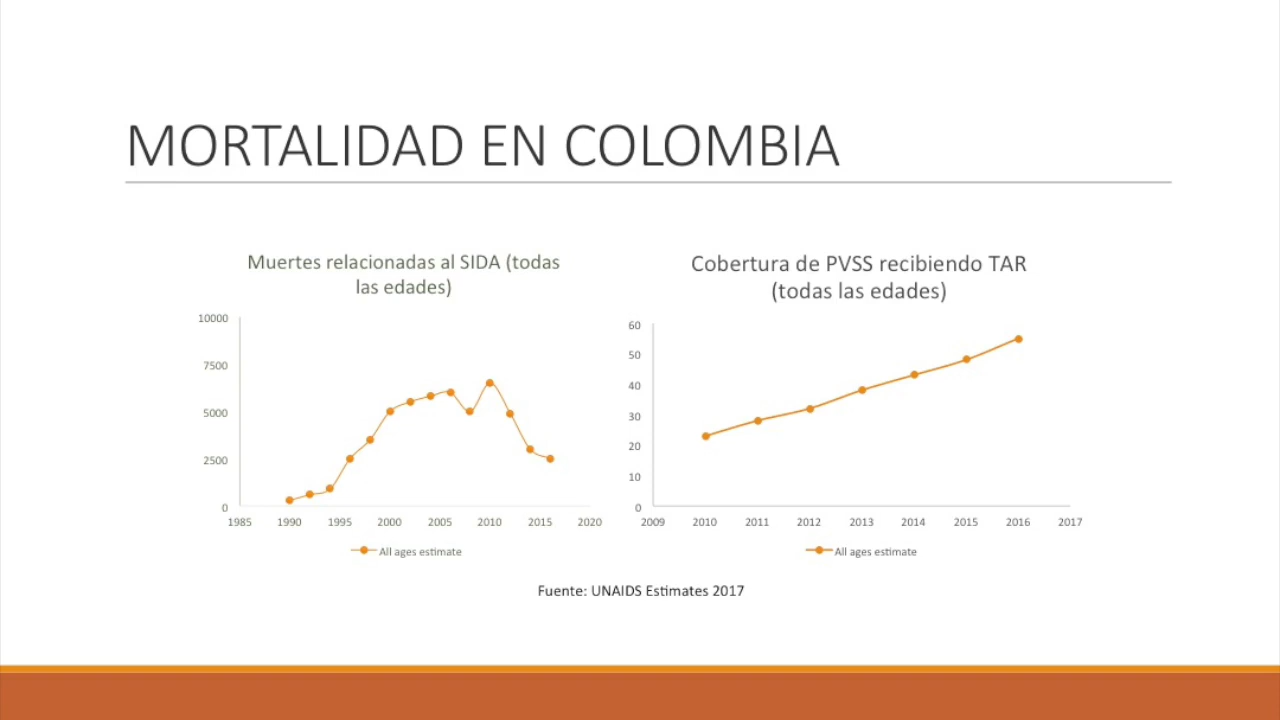 MORTALIDAD EN COLOMBIA
Muertes relacionadas al SIDA (todas
las edades)
10000
7500
5000
2500
0
1985 1990 1995 2000 2005 2010 2015 2020
All ages estimate
Cobertura de PVSS recibiendo TAR
(todas las edades)
60
50
40
30
20
10
0
2009 2010 2011 2012 2013 2014 2015 2016 2017
All ages estimate
Fuente: UNAIDS Estimates 2017